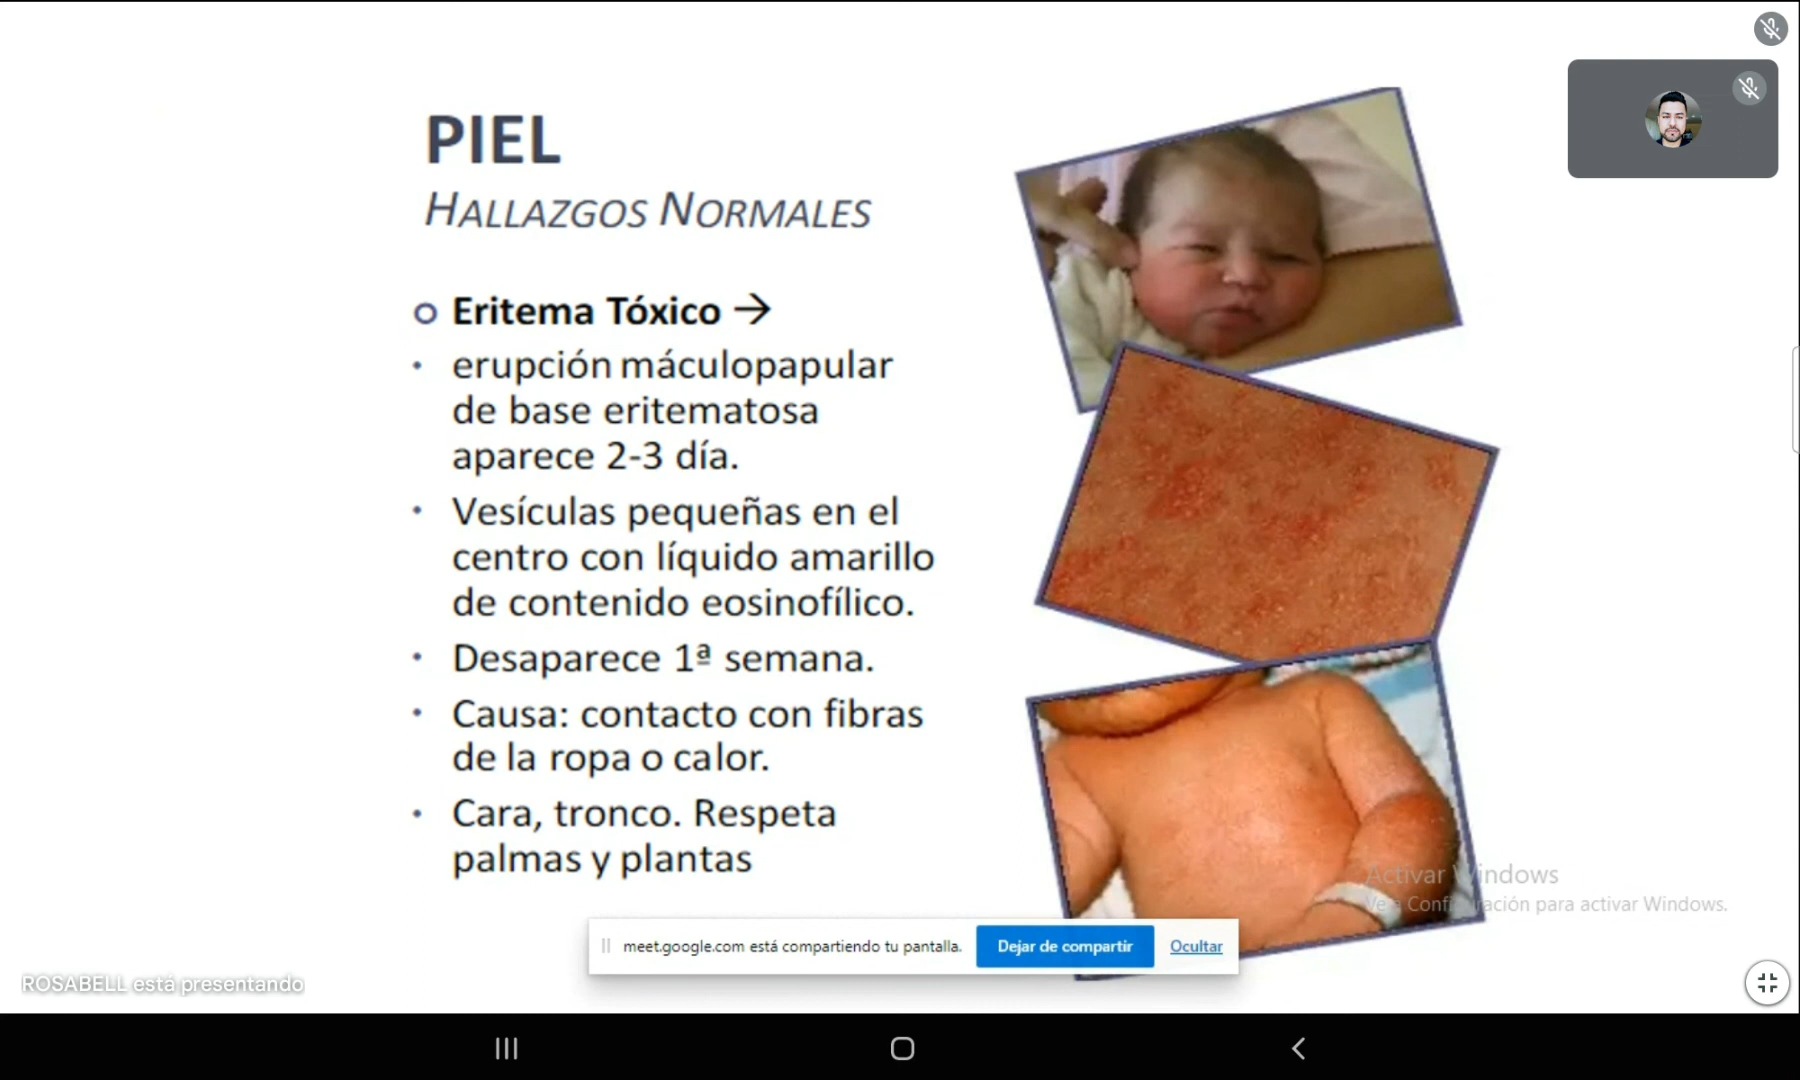 PIEL
HALLAZGOS NORMALES
o Eritema Tóxico →
• erupción máculopapular
de base eritematosa
aparece 2-3 día.
• Vesículas pequeñas en el
centro con líquido amarillo
de contenido eosinofílico.
• Desaparece 1ª semana.
• Causa: contacto con fibras
de la ropa o calor.
• Cara, tronco. Respeta
palmas y plantas
Activar Windows
Ve a Configuración para activar Windows.
meet.google.com está compartiendo tu pantalla.
Dejar de compartir
Ocultar
ROSABELL está presentando